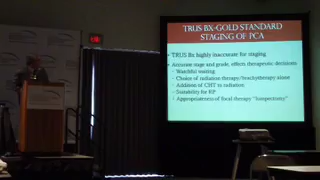 TRUS BX-GOLD STANDARD
STAGING OF PCA
TRUS Bx highly inaccurate for staging
Accurate stage and grade, effects therapeutic decisions
Watchful waiting
Choice of radiation therapy/brachytherapy alone
Addition of CHT to radiation
Suitability for RP
Appropriateness of focal therapy "lumpectomy"